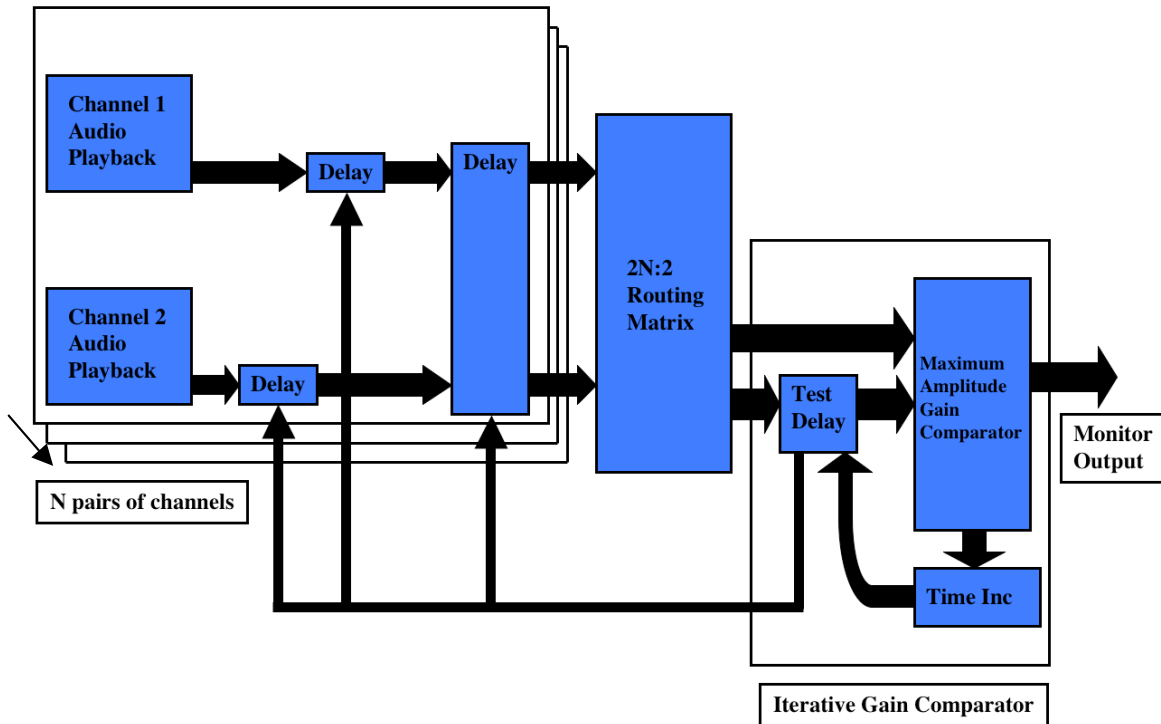 Channel 1
Audio
Playback
Delay
Delay
Channel 2
Audio
Playback
Delay
N pairs of channels
2N:2
Routing
Matrix
Test
Delay
Maximum
Amplitude
Gain
Comparator
Time Inc
Monitor
Output
Iterative Gain Comparator